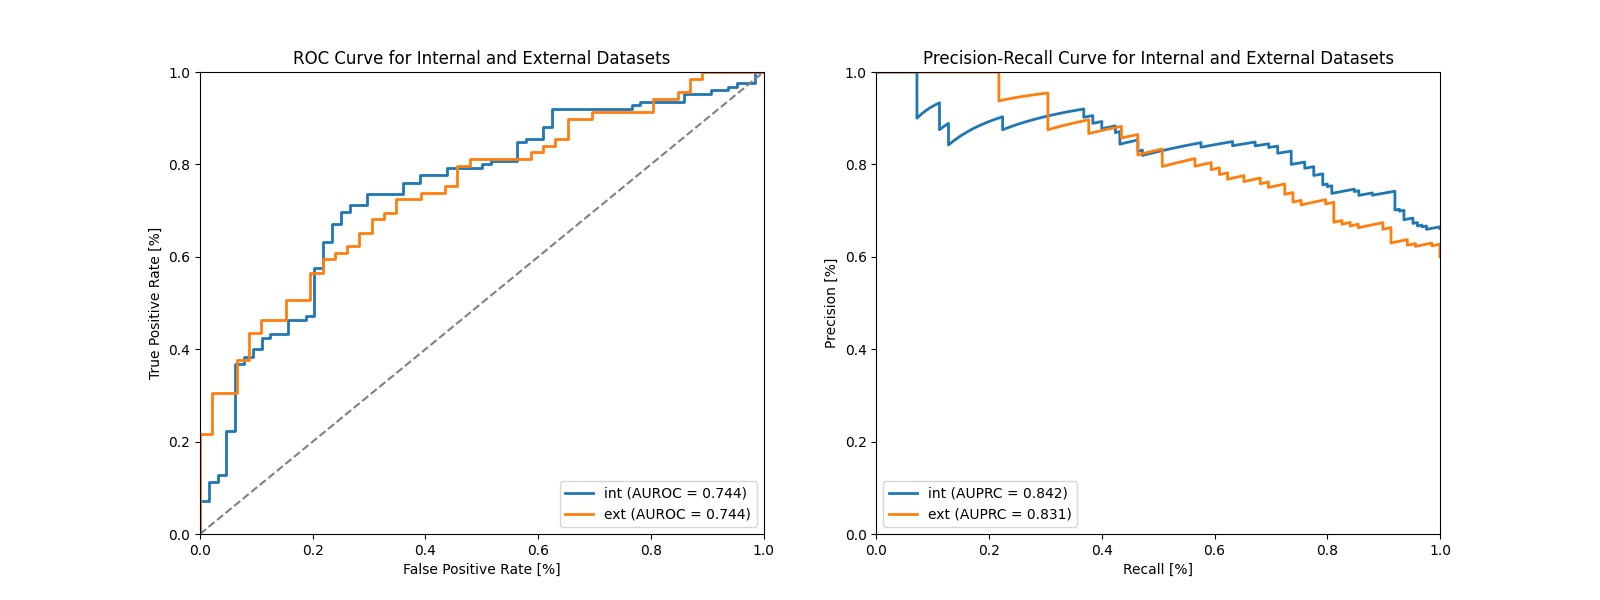 ROC Curve for Internal and External Datasets
1.0
0.8
0.6
0.4
0.2
0.0
True Positive Rate [%]
0.0 0.2 0.4 0.6 0.8 1.0
False Positive Rate [%]
int (AUROC = 0.744)
ext (AUROC = 0.744)
Precision-Recall Curve for Internal and External Datasets
1.0
0.8
0.6
0.4
0.2
0.0
Precision [%]
0.0 0.2 0.4 0.6 0.8 1.0
Recall [%]
int (AUPRC = 0.842)
ext (AUPRC = 0.831)